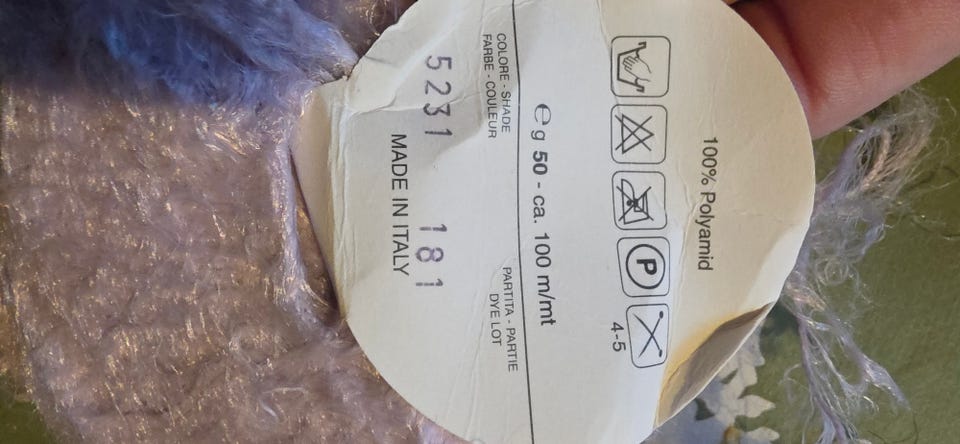 100% Polyamid
P
4-5
℮ g 50 - ca. 100 m/mt
COLORE - SHADE
FARBE - COULEUR
PARTITA - PARTIE
DYE LOT
5231 181
MADE IN ITALY